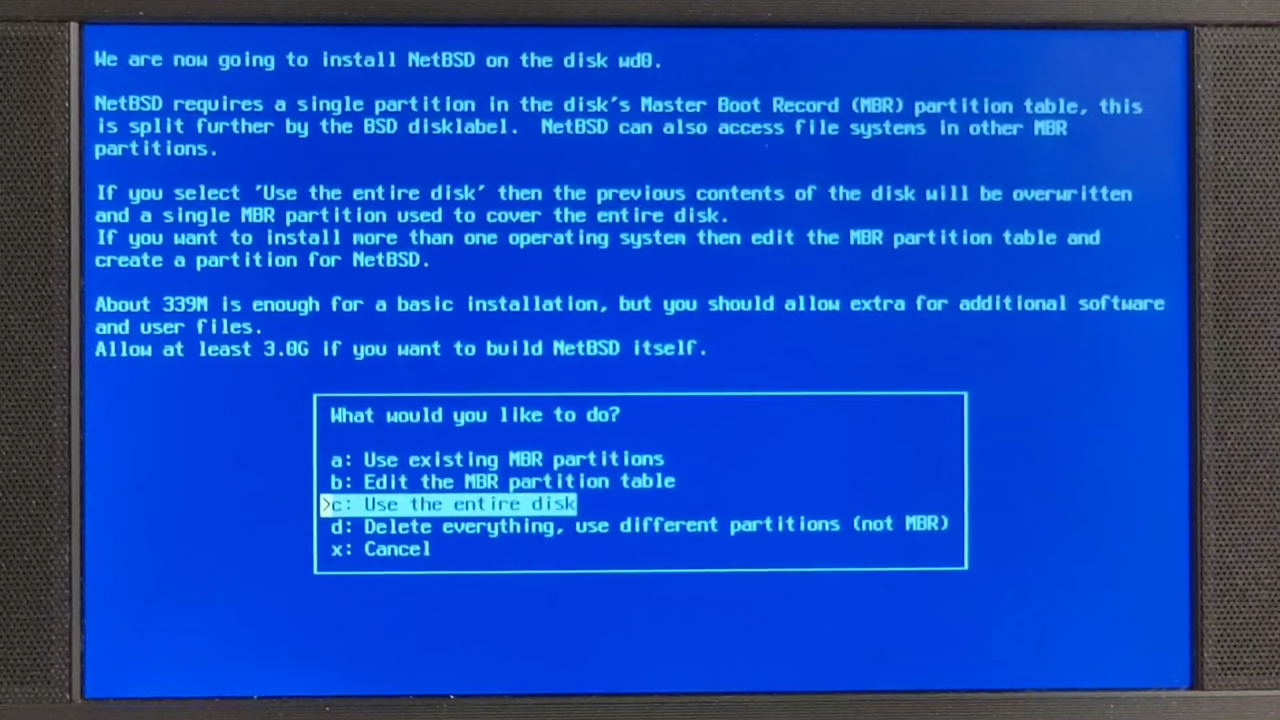 We are now going to install NetBSD on the disk wd0.
NetBSD requires a single partition in the disk's Master Boot Record (MBR) partition table, this
is split further by the BSD disklabel.  NetBSD can also access file systems in other MBR
partitions.
If you select 'Use the entire disk' then the previous contents of the disk will be overwritten
and a single MBR partition used to cover the entire disk.
If you want to install more than one operating system then edit the MBR partition table and
create a partition for NetBSD.
About 339M is enough for a basic installation, but you should allow extra for additional software
and user files.
Allow at least 3.0G if you want to build NetBSD itself.
What would you like to do?
a: Use existing MBR partitions
b: Edit the MBR partition table
>c: Use the entire disk
d: Delete everything, use different partitions (not MBR)
x: Cancel